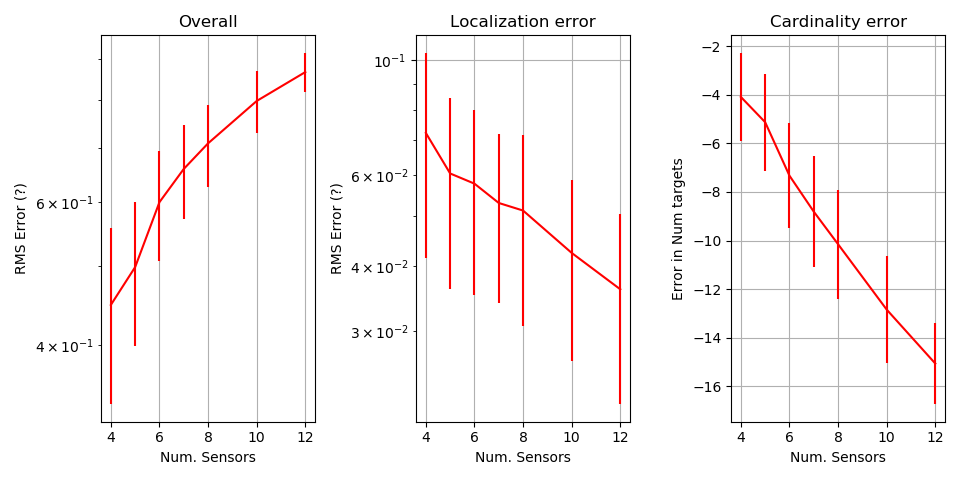 Overall
RMS Error (?)
6 × 10⁻¹
4 × 10⁻¹
4 6 8 10 12
Num. Sensors
Localization error
RMS Error (?)
10⁻¹
6 × 10⁻²
4 × 10⁻²
3 × 10⁻²
4 6 8 10 12
Num. Sensors
Cardinality error
Error in Num targets
−2
−4
−6
−8
−10
−12
−14
−16
4 6 8 10 12
Num. Sensors